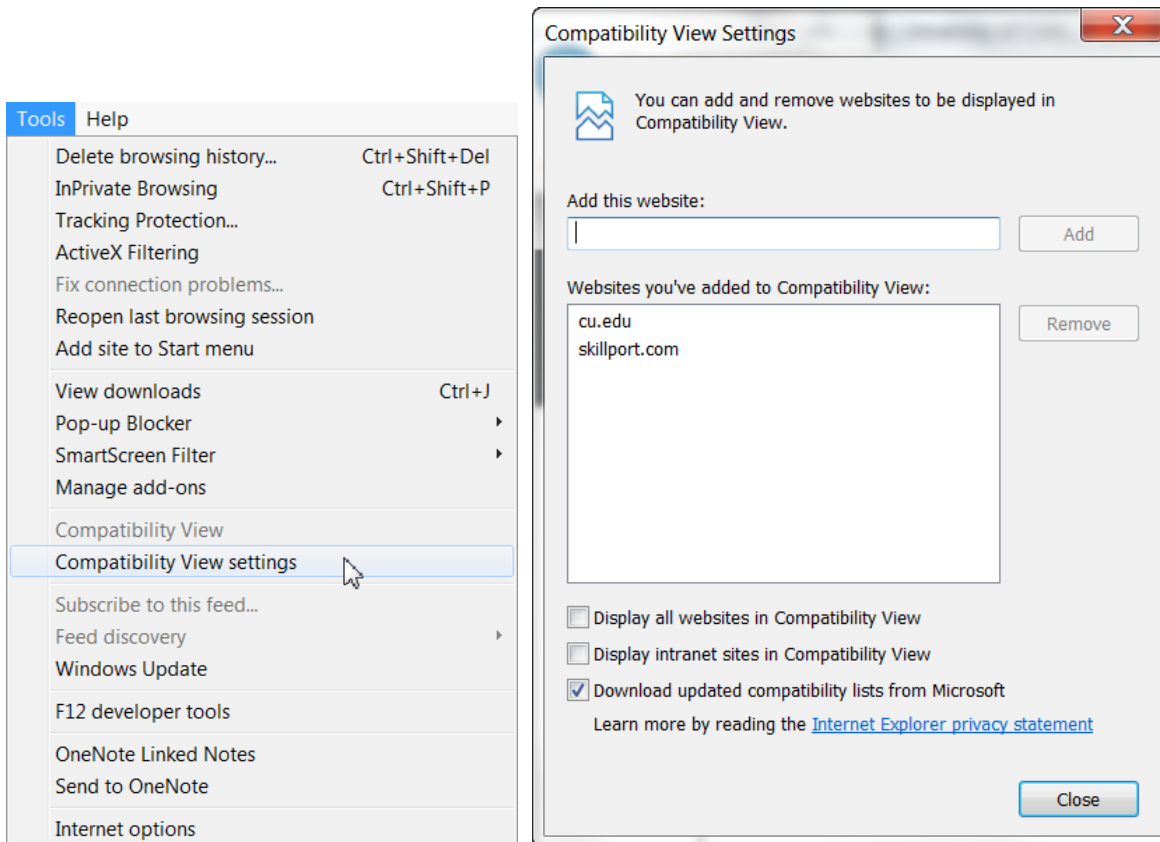 Tools Help
Delete browsing history... Ctrl+Shift+Del
InPrivate Browsing Ctrl+Shift+P
Tracking Protection...
ActiveX Filtering
Fix connection problems...
Reopen last browsing session
Add site to Start menu
View downloads Ctrl+J
Pop-up Blocker
SmartScreen Filter
Manage add-ons
Compatibility View
Compatibility View settings
Subscribe to this feed...
Feed discovery
Windows Update
F12 developer tools
OneNote Linked Notes
Send to OneNote
Internet options
Compatibility View Settings
You can add and remove websites to be displayed in
Compatibility View.
Add this website:
Add
Websites you've added to Compatibility View:
cu.edu
skillport.com
Remove
Display all websites in Compatibility View
Display intranet sites in Compatibility View
Download updated compatibility lists from Microsoft
Learn more by reading the Internet Explorer privacy statement
Close